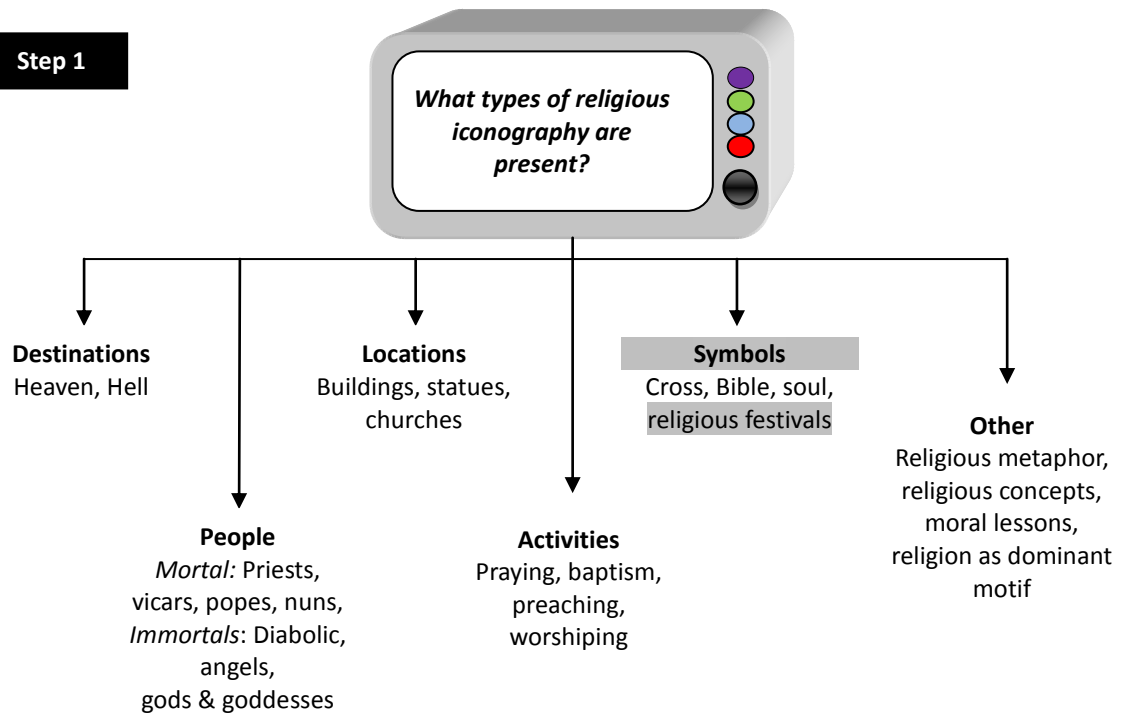 Step 1
What types of religious
iconography are
present?
Destinations
Heaven, Hell
Locations
Buildings, statues,
churches
Symbols
Cross, Bible, soul,
religious festivals
Other
Religious metaphor,
religious concepts,
moral lessons,
religion as dominant
motif
People
Mortal: Priests,
vicars, popes, nuns,
Immortals: Diabolic,
angels,
gods & goddesses
Activities
Praying, baptism,
preaching,
worshiping